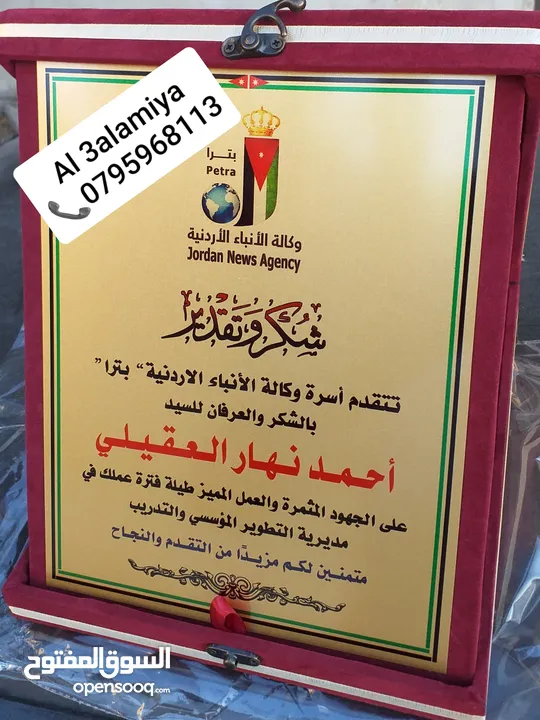 Al 3alamiya
0795968113
بترا
Petra
وكالة الأنباء الأردنية
Jordan News Agency
شكر وتقدير
تتقدم أسرة وكالة الأنباء الاردنية “ بترا ”
بالشكر والعرفان للسيد
أحمد نهار العقيلي
على الجهود المثمرة والعمل المميز طيلة فترة عملك في
مديرية التطوير المؤسسي والتدريب
متمنين لكم مزيدًا من التقدم والنجاح
السوق المفتوح
opensooq.com